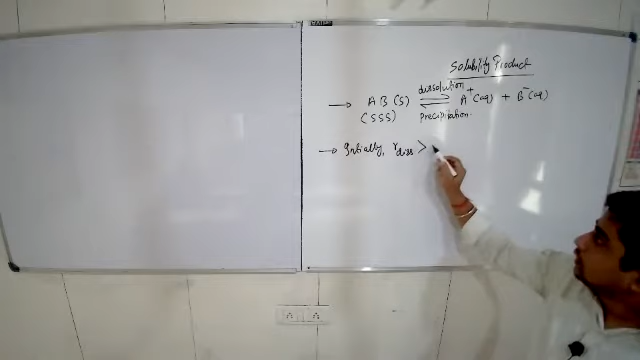 Solubility Product
dissolution
→ AB (s) ⇌ A⁺(aq) + B⁻(aq)
(SSS) precipitation.
→ Initially, r_diss >